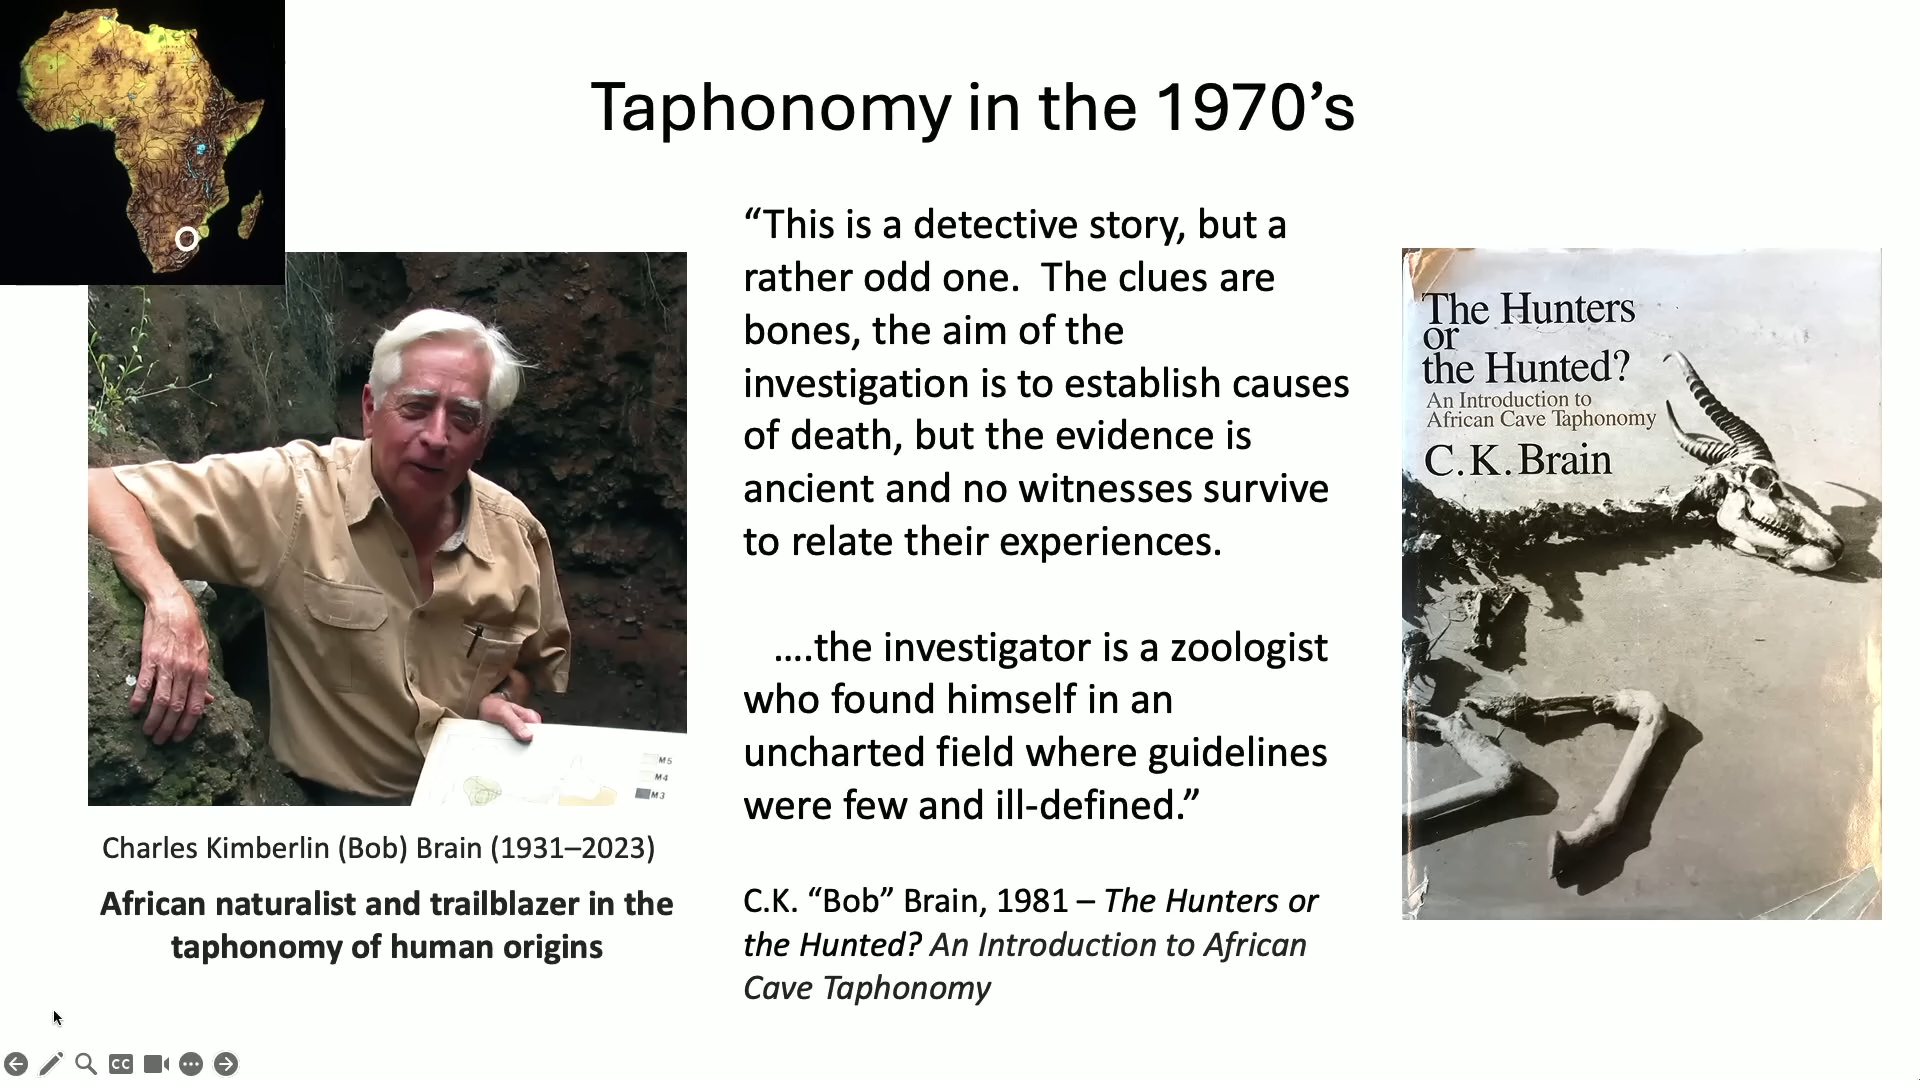 Taphonomy in the 1970’s
“This is a detective story, but a
rather odd one.  The clues are
bones, the aim of the
investigation is to establish causes
of death, but the evidence is
ancient and no witnesses survive
to relate their experiences.
....the investigator is a zoologist
who found himself in an
uncharted field where guidelines
were few and ill-defined.”
C.K. “Bob” Brain, 1981 – The Hunters or
the Hunted? An Introduction to African
Cave Taphonomy
M5
M4
M3
Charles Kimberlin (Bob) Brain (1931–2023)
African naturalist and trailblazer in the
taphonomy of human origins
The Hunters
or
the Hunted?
An Introduction to
African Cave Taphonomy
C.K. Brain
CC